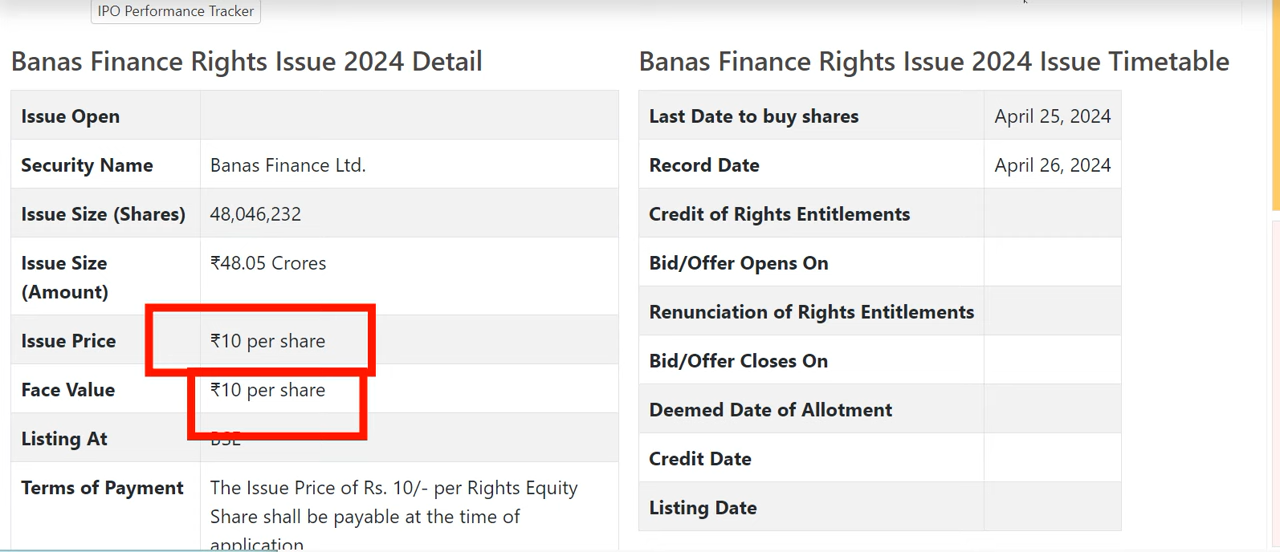 IPO Performance Tracker
Banas Finance Rights Issue 2024 Detail
Issue Open
Security Name Banas Finance Ltd.
Issue Size (Shares) 48,046,232
Issue Size
(Amount) ₹48.05 Crores
Issue Price ₹10 per share
Face Value ₹10 per share
Listing At BSE
Terms of Payment The Issue Price of Rs. 10/- per Rights Equity
Share shall be payable at the time of
application
Banas Finance Rights Issue 2024 Issue Timetable
Last Date to buy shares April 25, 2024
Record Date April 26, 2024
Credit of Rights Entitlements
Bid/Offer Opens On
Renunciation of Rights Entitlements
Bid/Offer Closes On
Deemed Date of Allotment
Credit Date
Listing Date